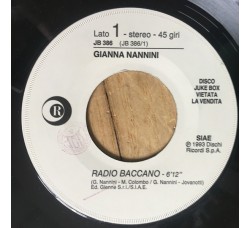 Lato 1 - stereo - 45 giri
JB 386 (JB 386/1)
GIANNA NANNINI
R
DISCO
JUKE BOX
VIETATA
LA VENDITA
SIAE
℗ 1993 Dischi
Ricordi S.p.A.
RADIO BACCANO - 6'12"
(G. Nannini - M. Colombo / G. Nannini - Jovanotti)
Ed. Gianna S.r.l./S.I.A.E.